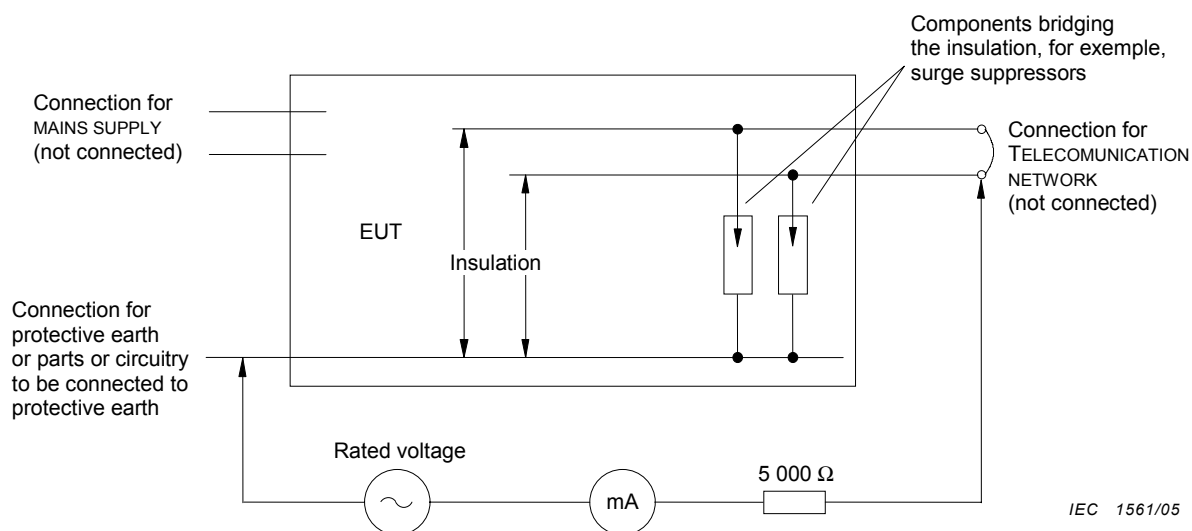 Components bridging
the insulation, for exemple,
surge suppressors
Connection for
MAINS SUPPLY
(not connected)
Connection for
TELECOMUNICATION
NETWORK
(not connected)
EUT
Insulation
Connection for
protective earth
or parts or circuitry
to be connected to
protective earth
Rated voltage
mA
5 000 Ω
IEC 1561/05